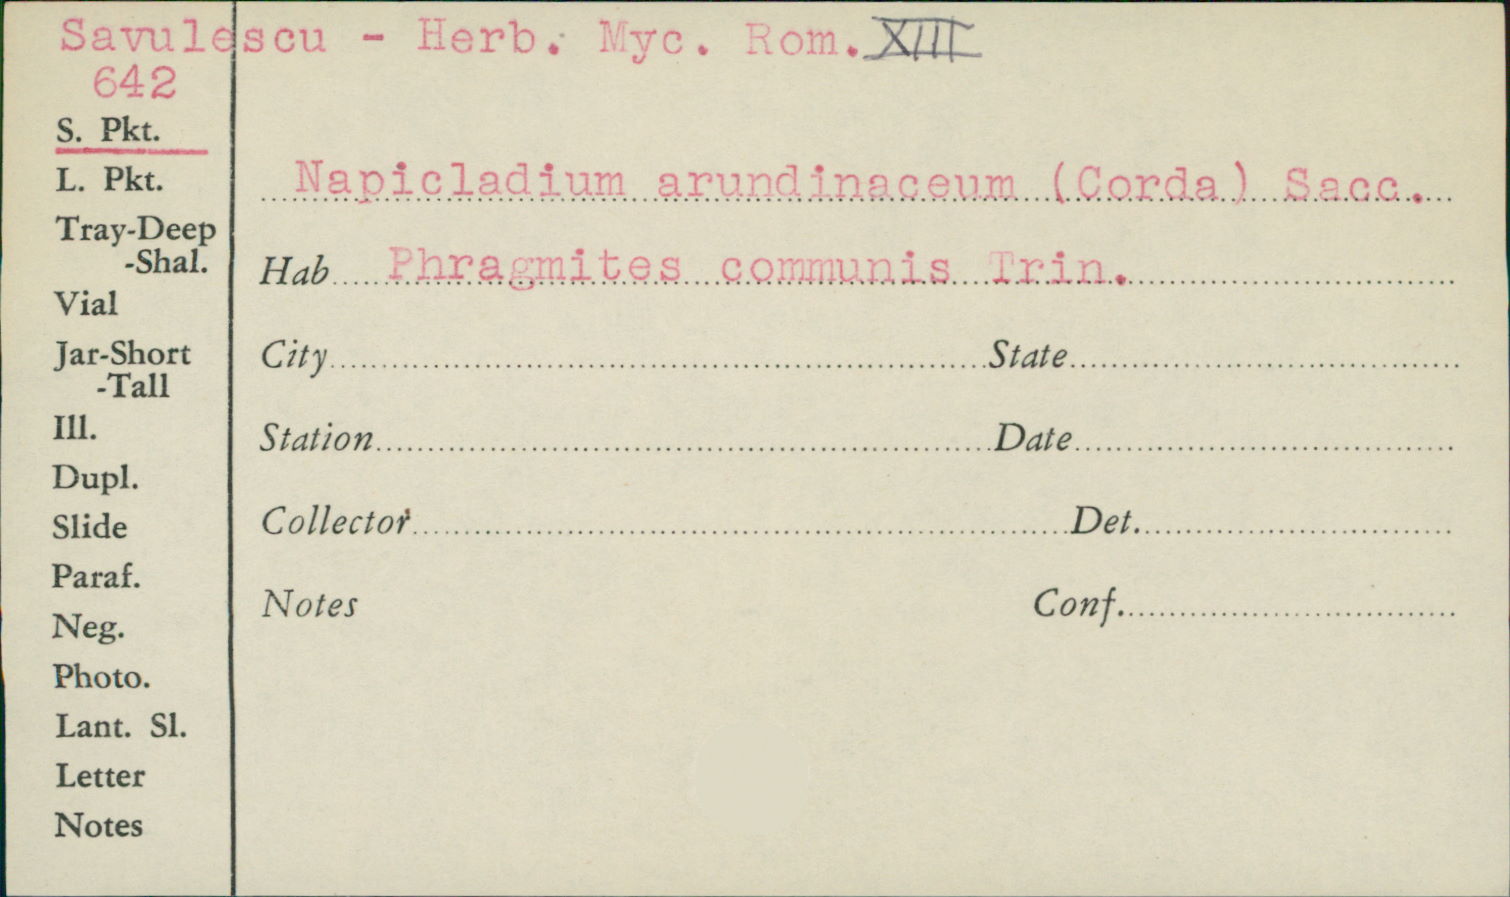 Savulescu - Herb. Myc. Rom. XIII
642
S. Pkt.
L. Pkt.
Napicladium arundinaceum (Corda) Sacc.
Tray-Deep
-Shal.
Hab Phragmites communis Trin.
Vial
Jar-Short
-Tall
City State
Ill.
Station Date
Dupl.
Slide
Collector Det.
Paraf.
Neg.
Notes Conf.
Photo.
Lant. Sl.
Letter
Notes